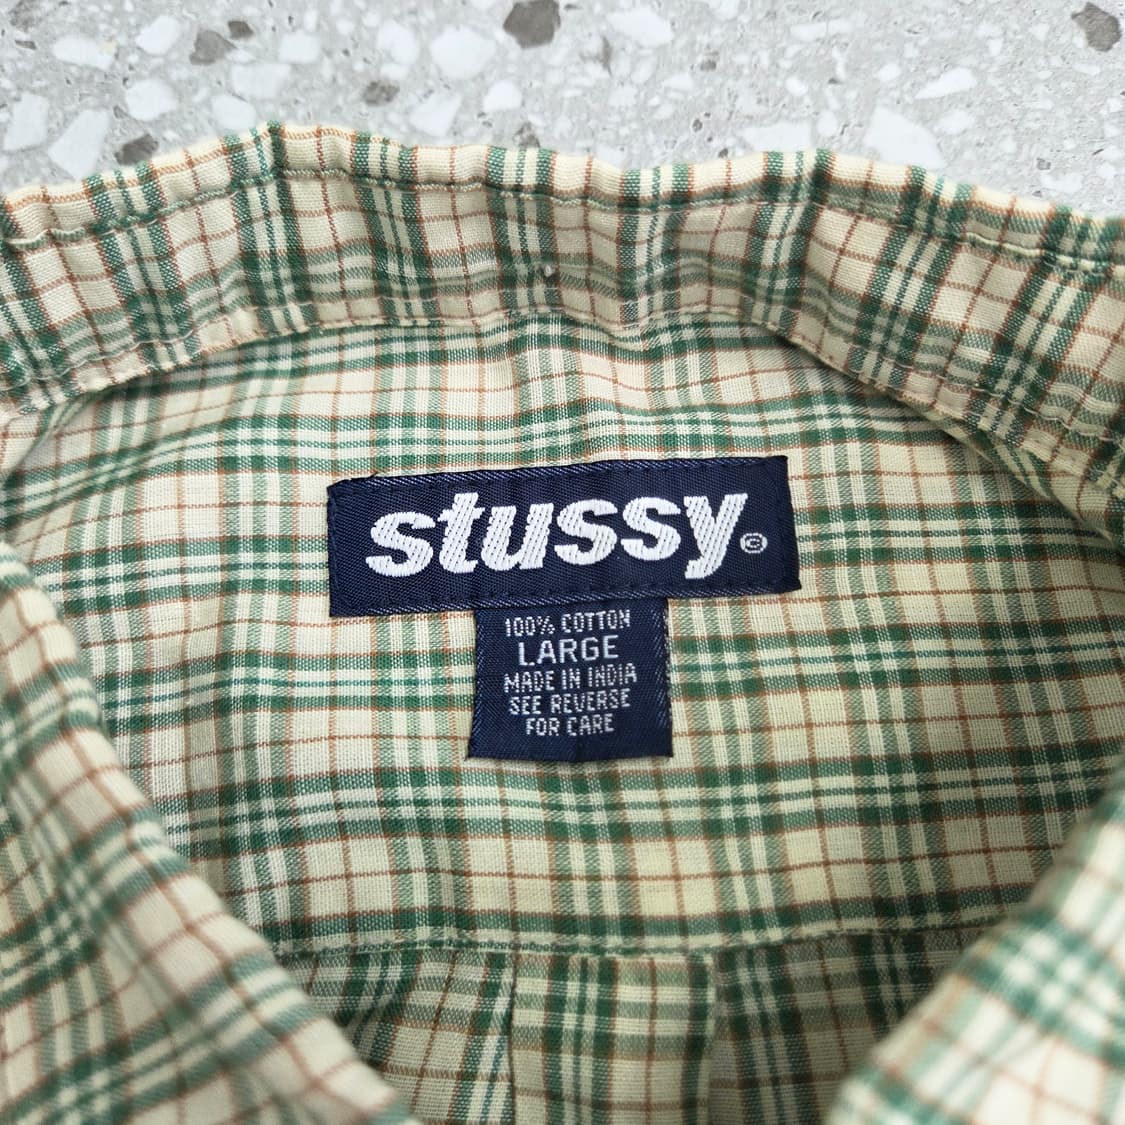 stussy©
100% COTTON
LARGE
MADE IN INDIA
SEE REVERSE
FOR CARE